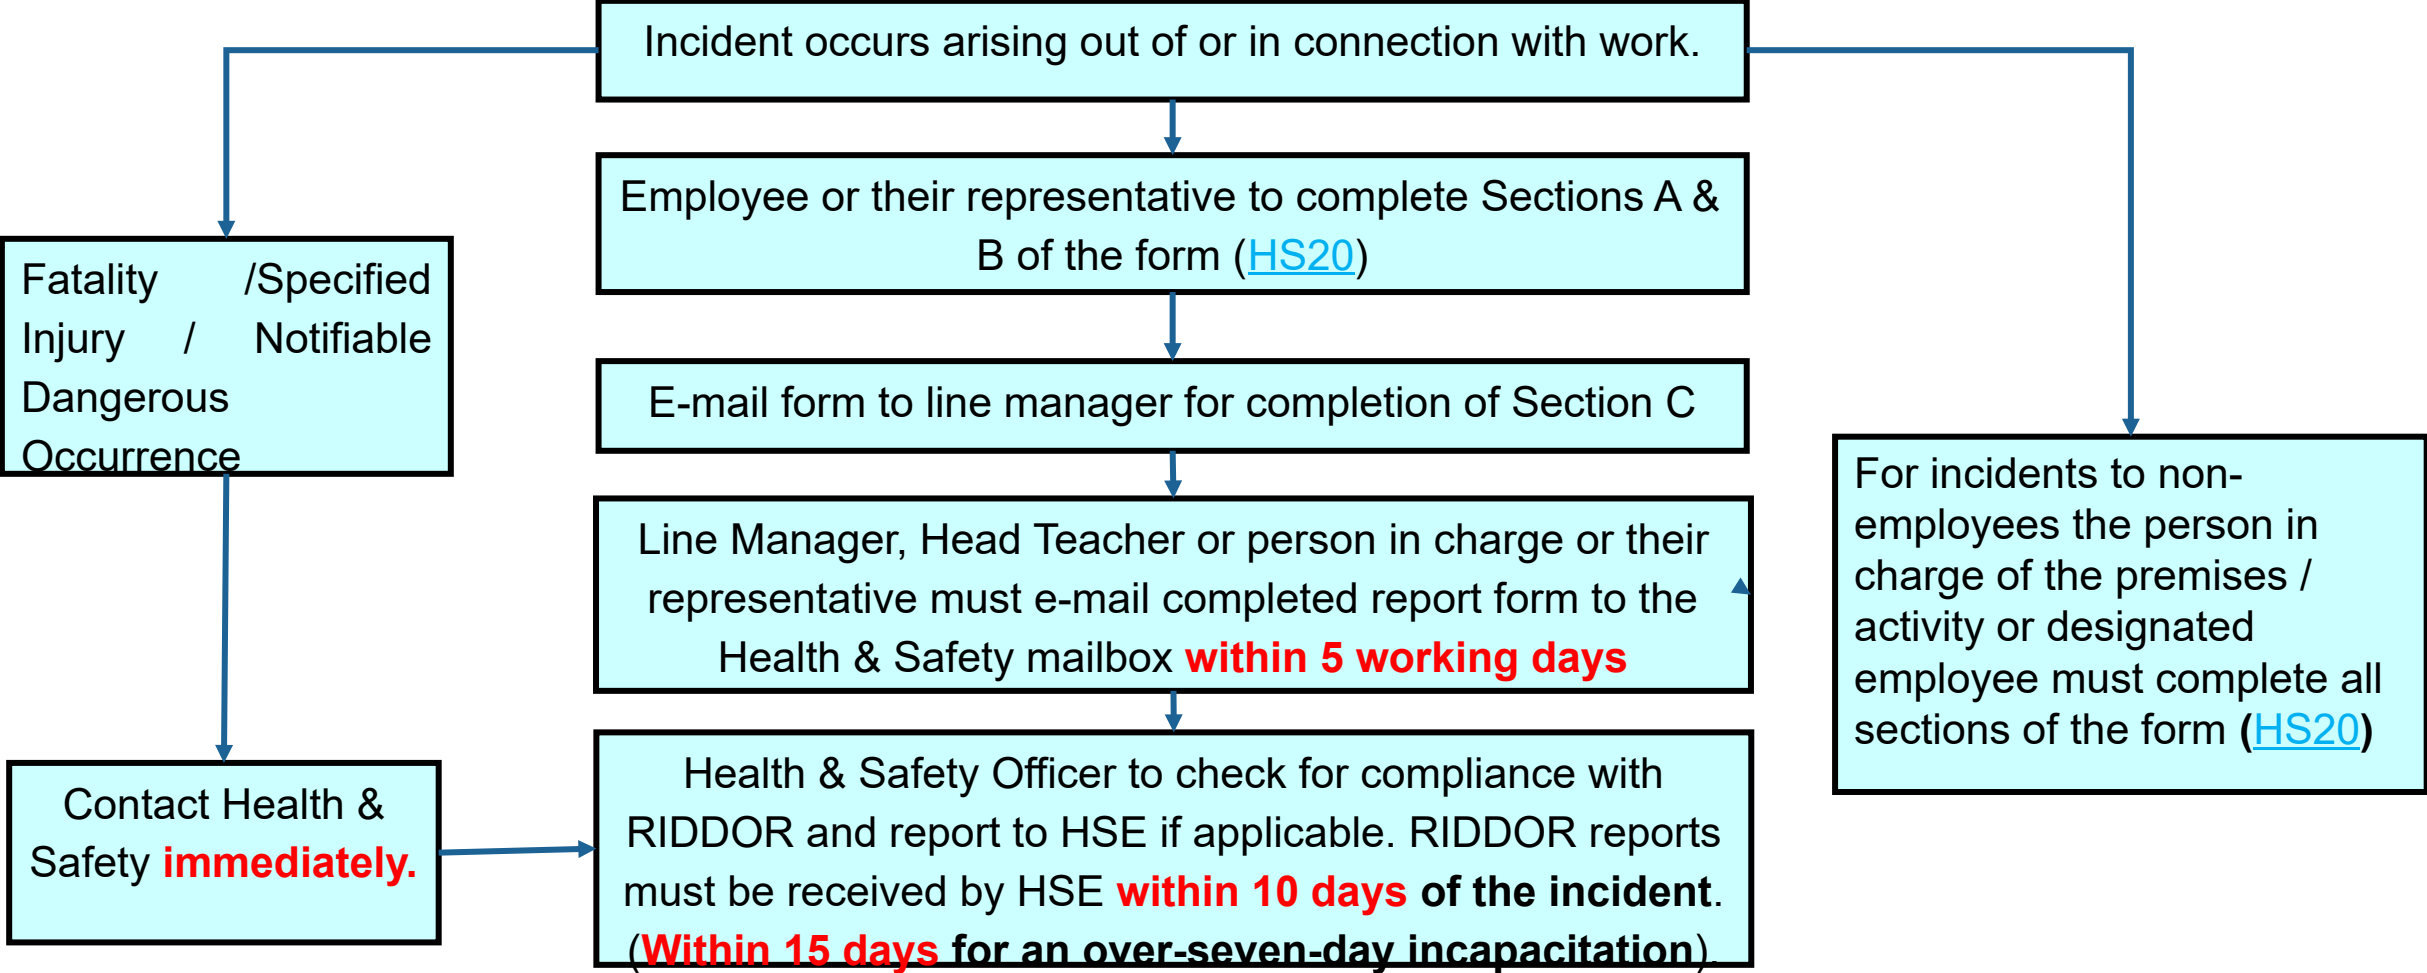 Incident occurs arising out of or in connection with work.
Employee or their representative to complete Sections A &
B of the form (HS20)
Fatality /Specified
Injury / Notifiable
Dangerous
Occurrence
E-mail form to line manager for completion of Section C
Line Manager, Head Teacher or person in charge or their
representative must e-mail completed report form to the
Health & Safety mailbox within 5 working days
For incidents to non-
employees the person in
charge of the premises /
activity or designated
employee must complete all
sections of the form (HS20)
Contact Health &
Safety immediately.
Health & Safety Officer to check for compliance with
RIDDOR and report to HSE if applicable. RIDDOR reports
must be received by HSE within 10 days of the incident.
(Within 15 days for an over-seven-day incapacitation).